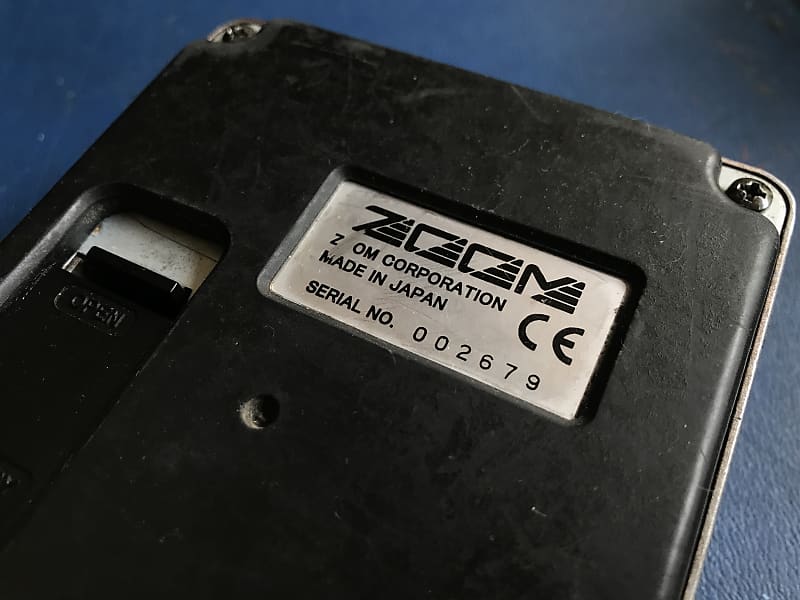 ZOOM
Z OM CORPORATION
MADE IN JAPAN
CE
SERIAL NO. 002679
OPEN